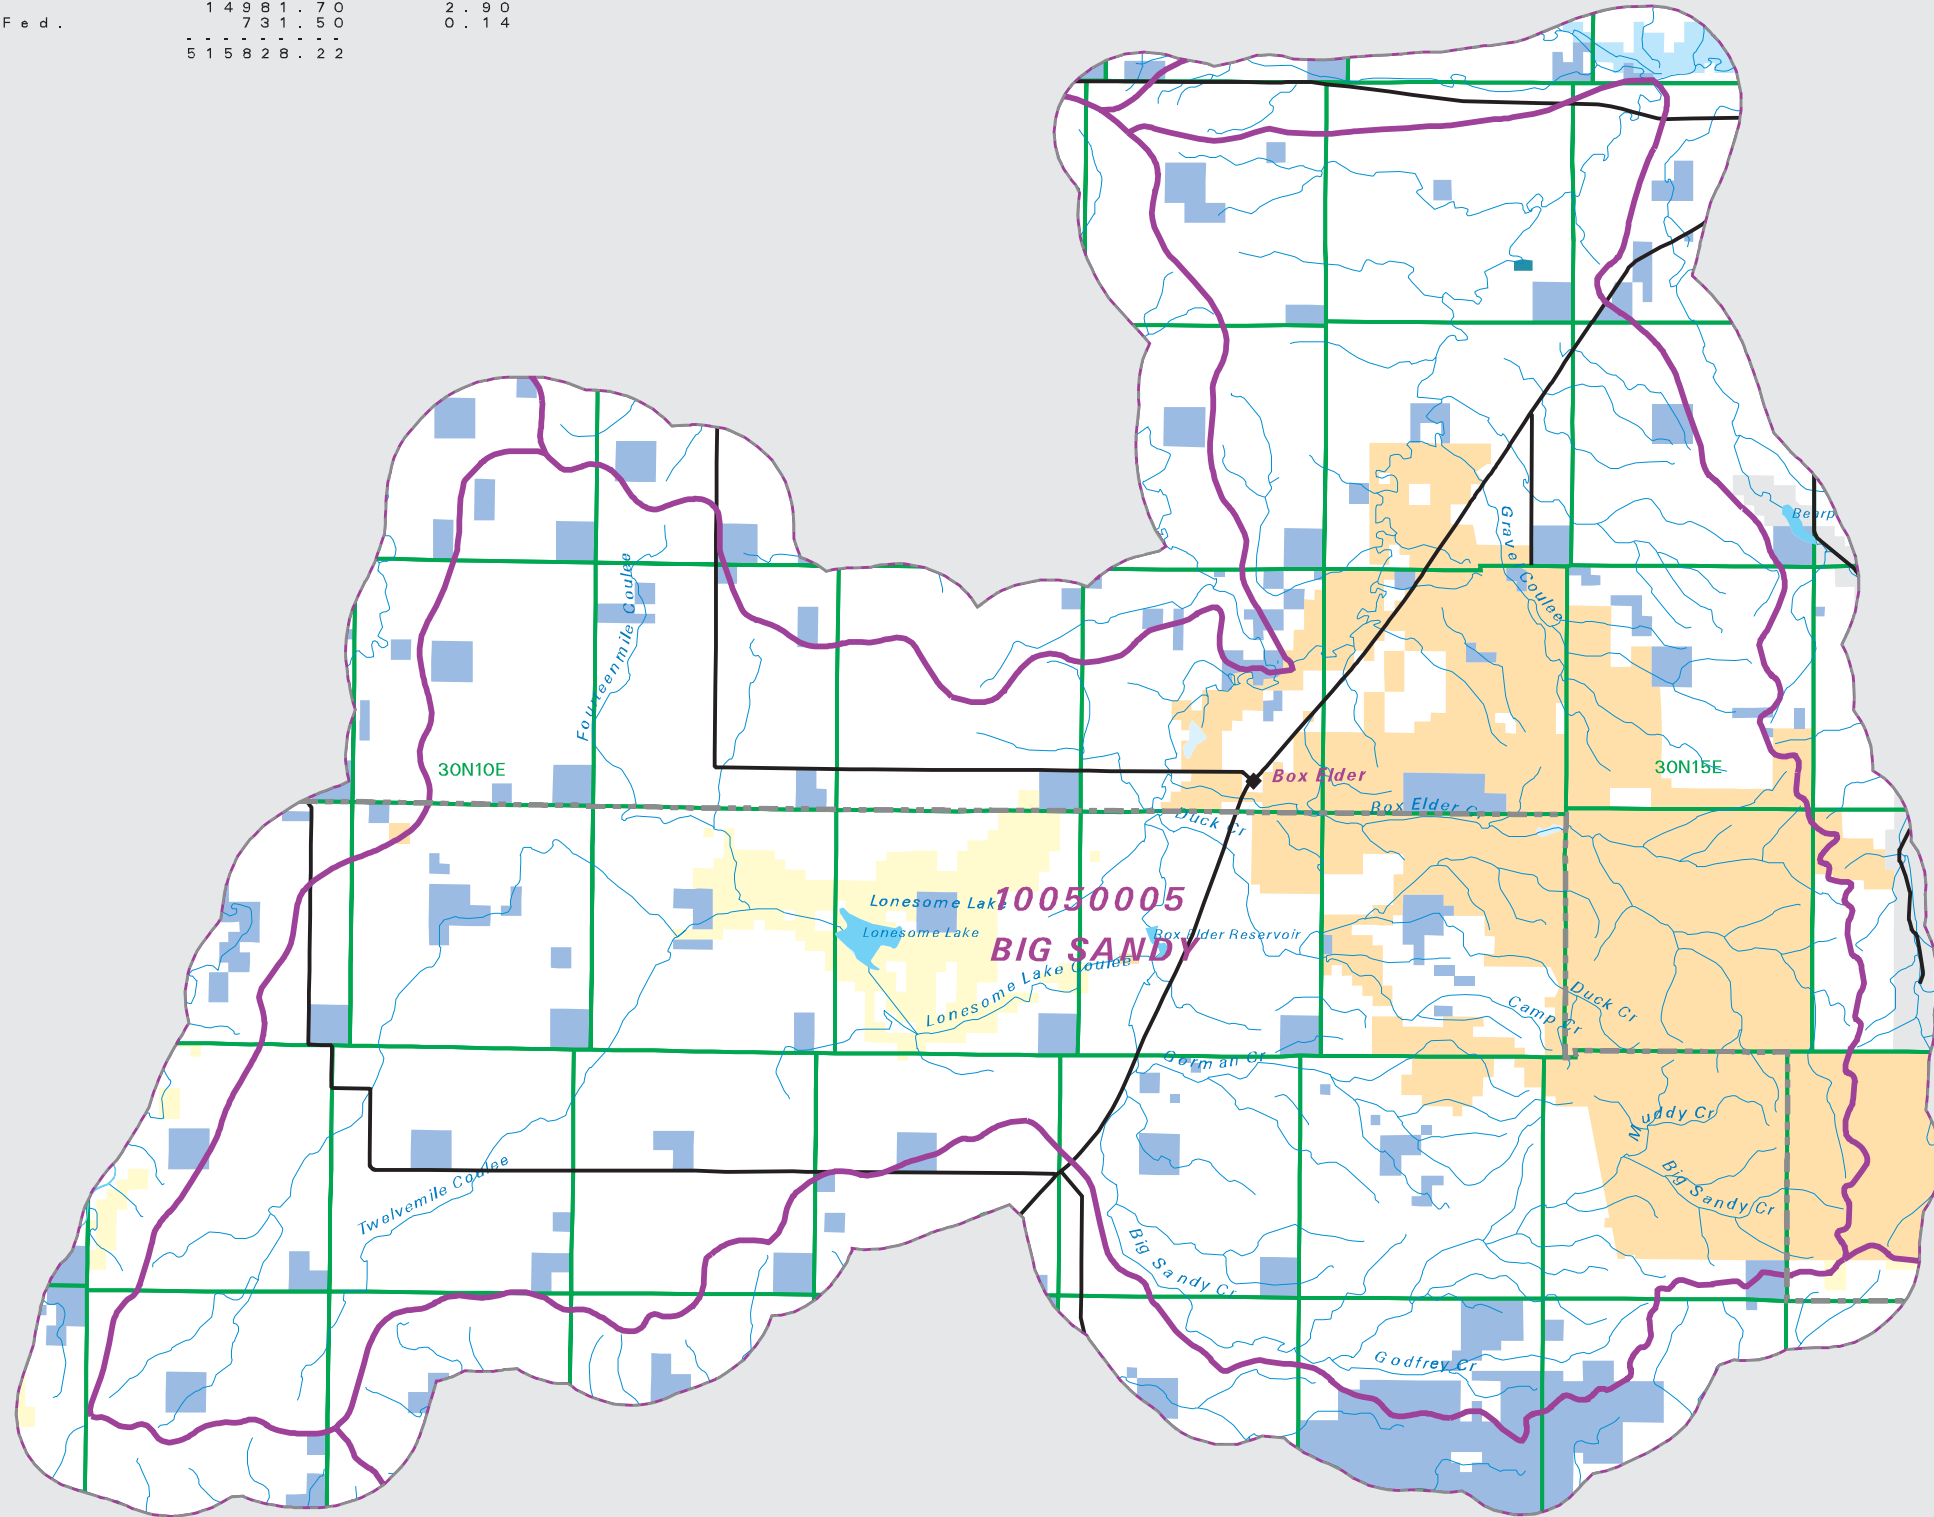 14981.70 2.90
Fed. 731.50 0.14
--------
515828.22
Bearp
Gravel Coulee
Fourteenmile Coulee
30N10E
30N15E
Box Elder
Box Elder C
Duck Cr
Lonesome Lake
10050005
Lonesome Lake
Box Elder Reservoir
BIG SANDY
Lonesome Lake Coulee
Duck Cr
Camp Cr
Gorman Cr
Muddy Cr
Twelvemile Coulee
Big Sandy Cr
Big Sandy Cr
Godfrey Cr